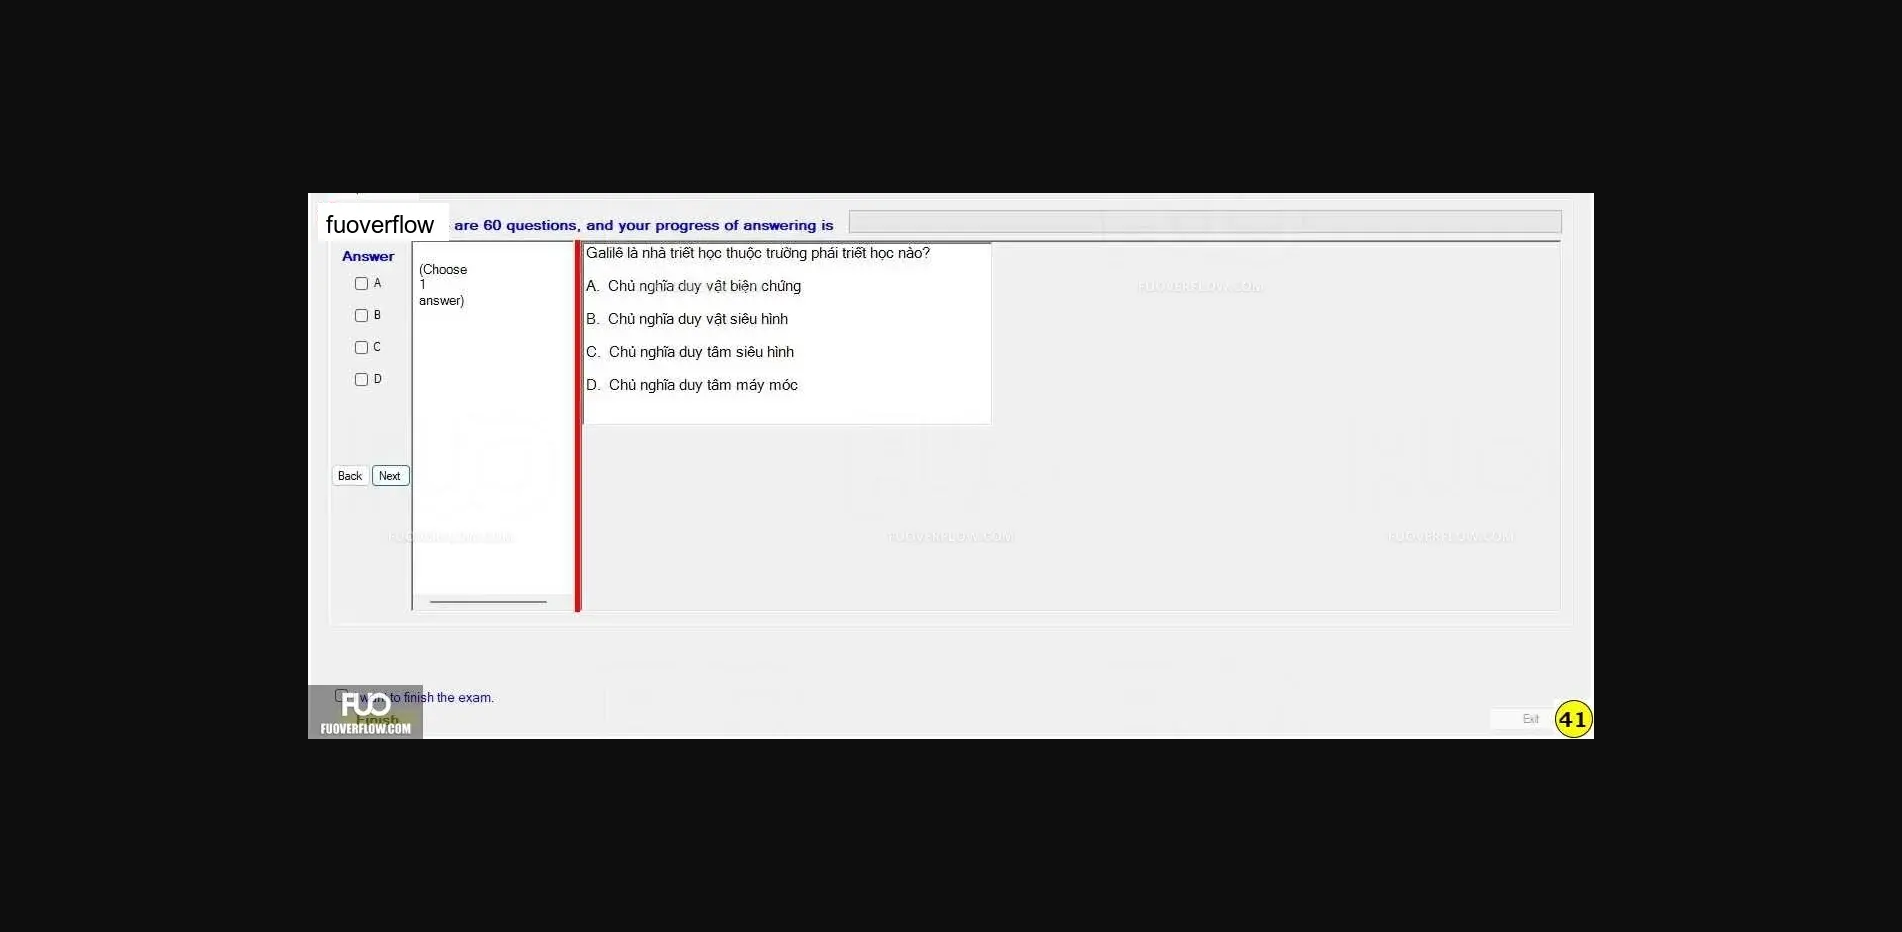 fuoverflow
are 60 questions, and your progress of answering is
Answer
A
B
C
D
Back
Next
(Choose
1
answer)
Galilê là nhà triết học thuộc trường phái triết học nào?
A. Chủ nghĩa duy vật biện chứng
B. Chủ nghĩa duy vật siêu hình
C. Chủ nghĩa duy tâm siêu hình
D. Chủ nghĩa duy tâm máy móc
FUOVERFLOW.COM
FUOVERFLOW.COM
FUOVERFLOW.COM
FUOVERFLOW.COM
I want to finish the exam.
FUO
Finish
FUOVERFLOW.COM
Exit
41